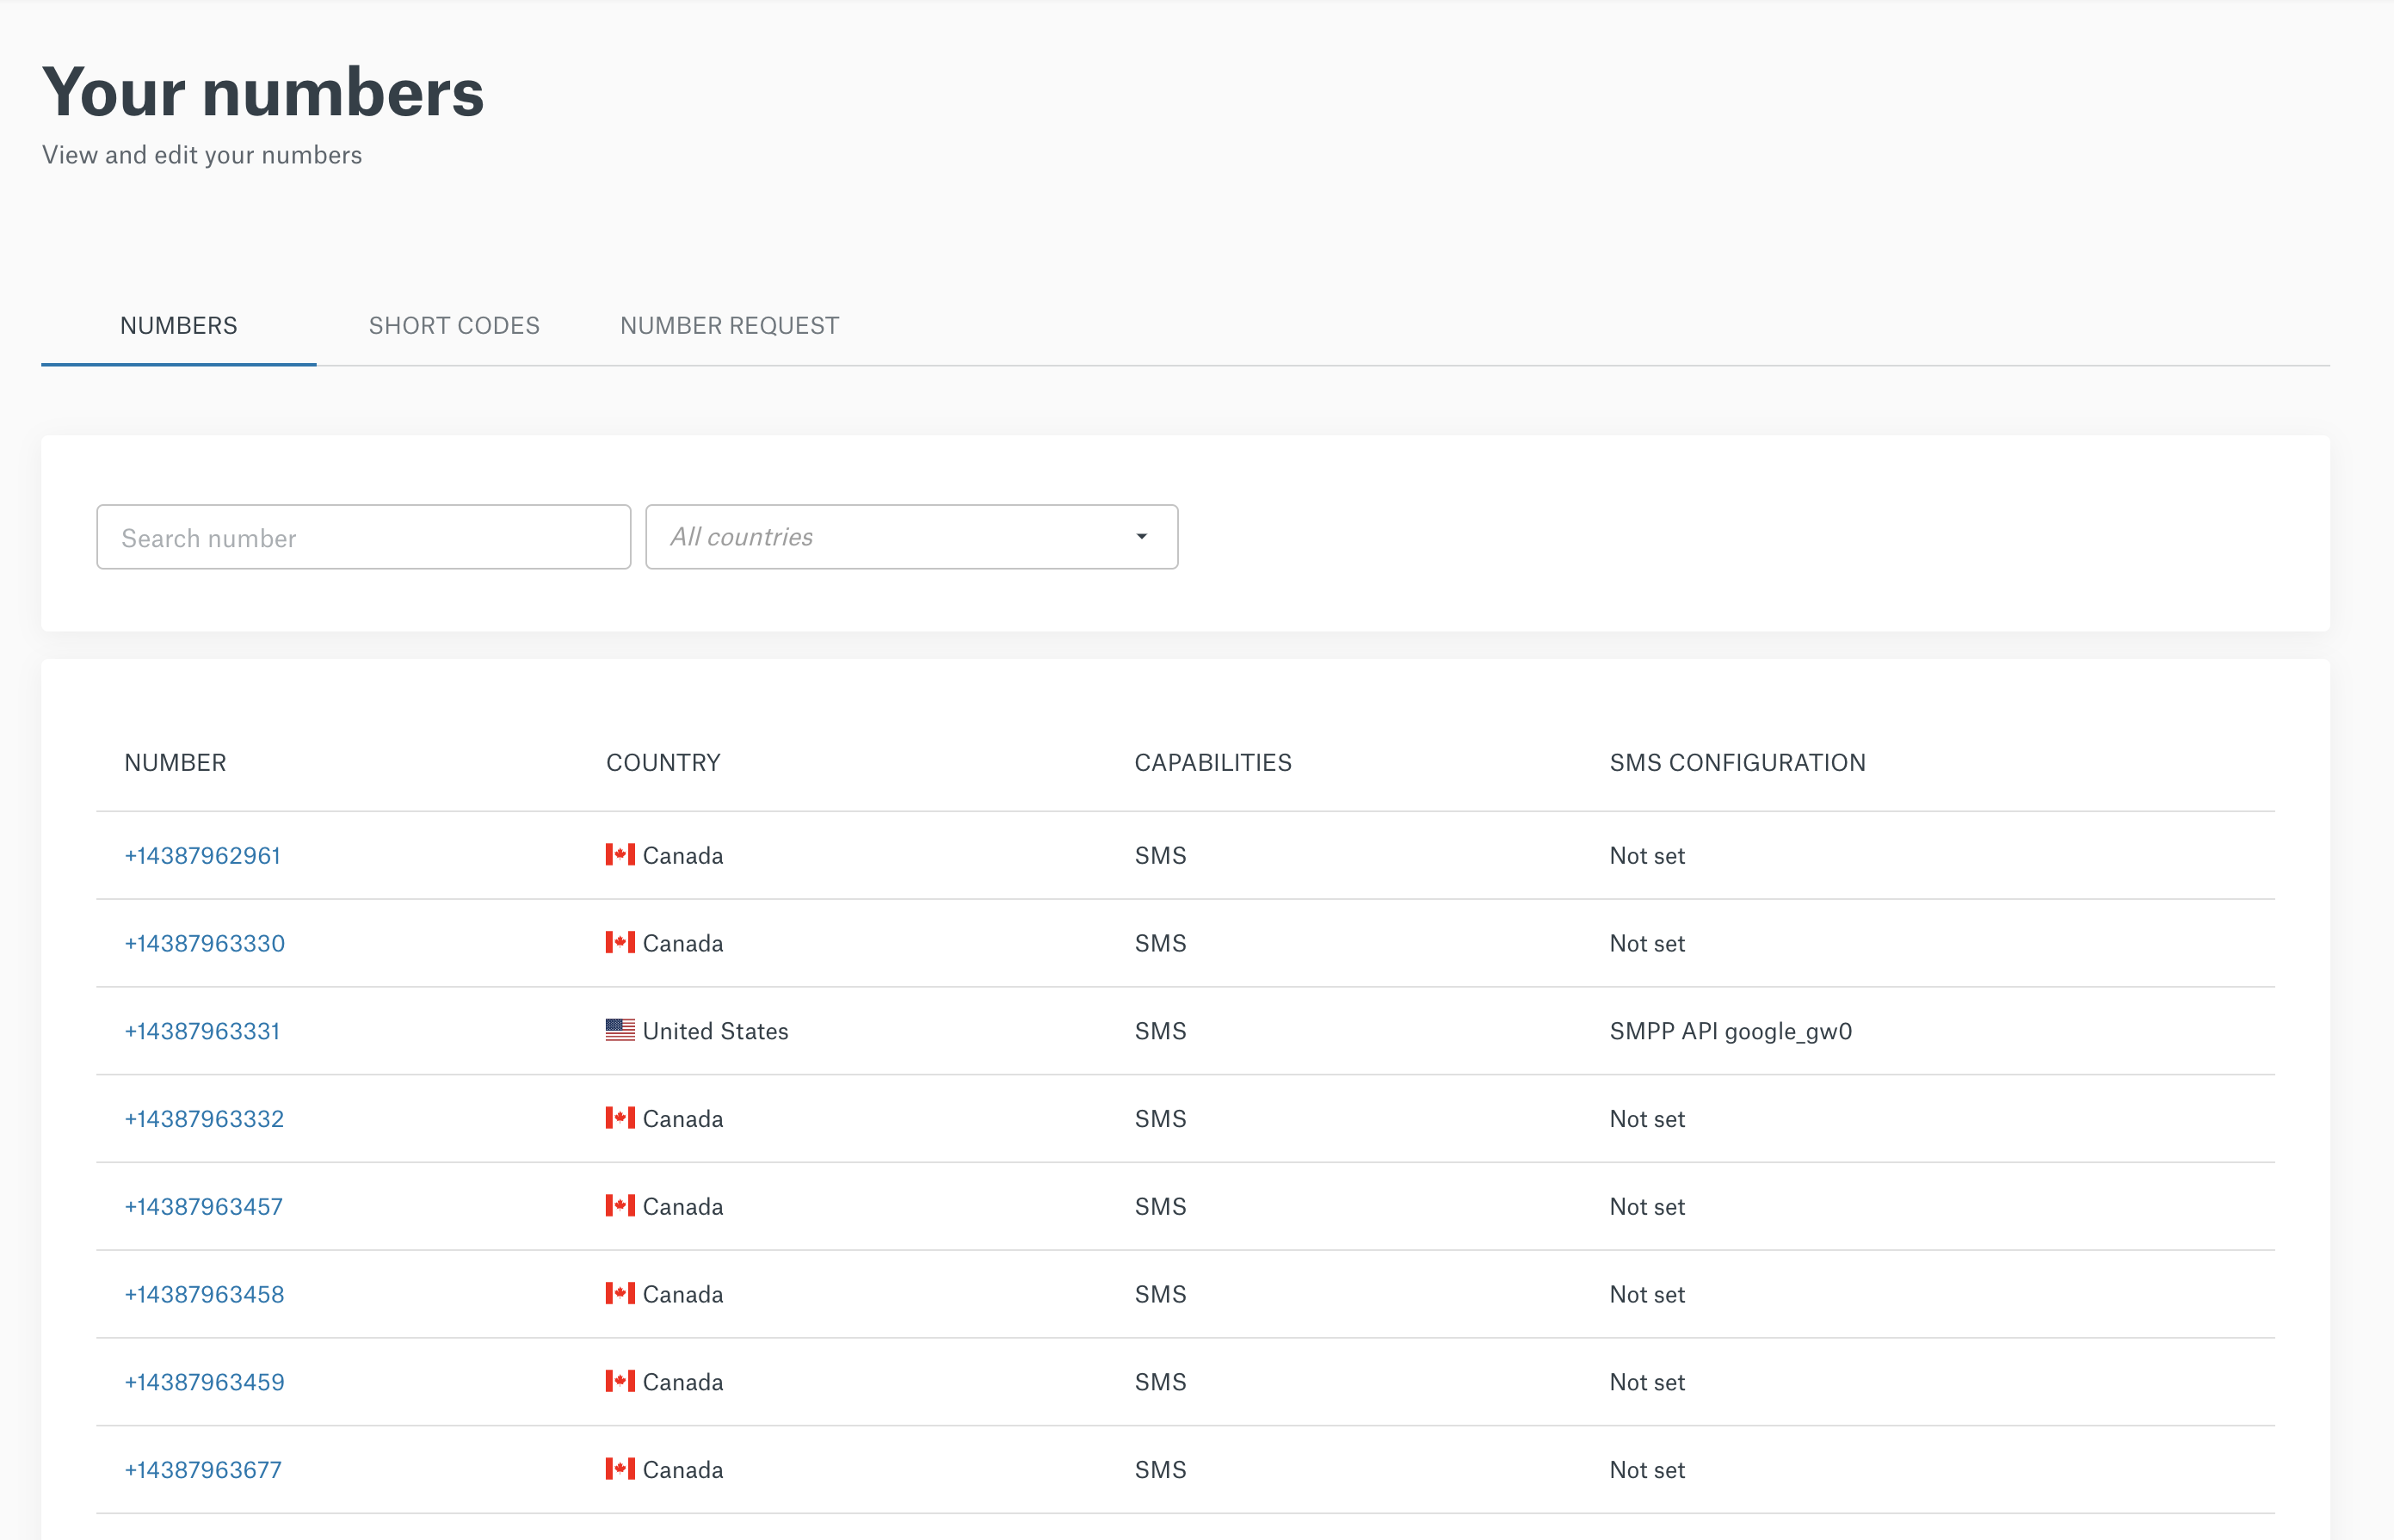 Your numbers
View and edit your numbers
NUMBERS SHORT CODES NUMBER REQUEST
Search number All countries
NUMBER COUNTRY CAPABILITIES SMS CONFIGURATION
+14387962961 Canada SMS Not set
+14387963330 Canada SMS Not set
+14387963331 United States SMS SMPP API google_gw0
+14387963332 Canada SMS Not set
+14387963457 Canada SMS Not set
+14387963458 Canada SMS Not set
+14387963459 Canada SMS Not set
+14387963677 Canada SMS Not set